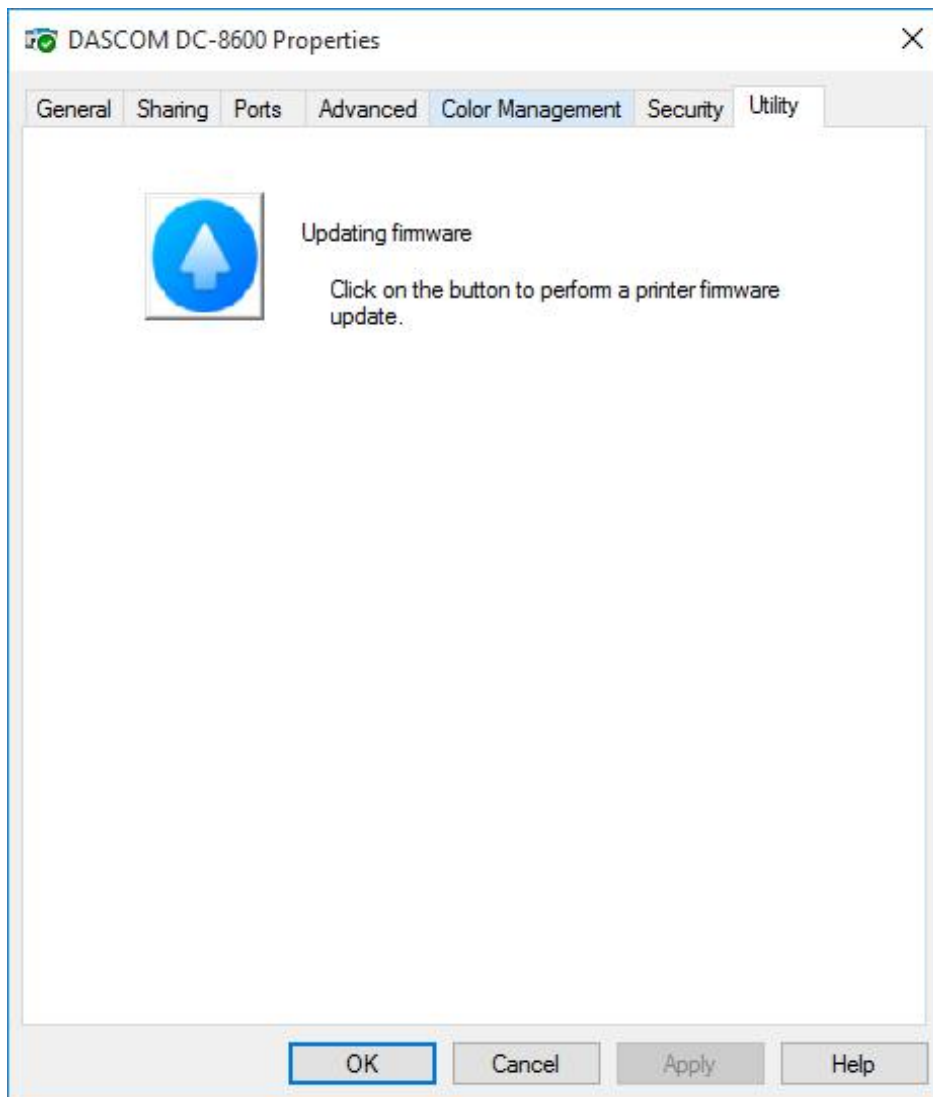 DASCOM DC-8600 Properties
General Sharing Ports Advanced Color Management Security Utility
Updating firmware
Click on the button to perform a printer firmware
update.
OK Cancel Apply Help